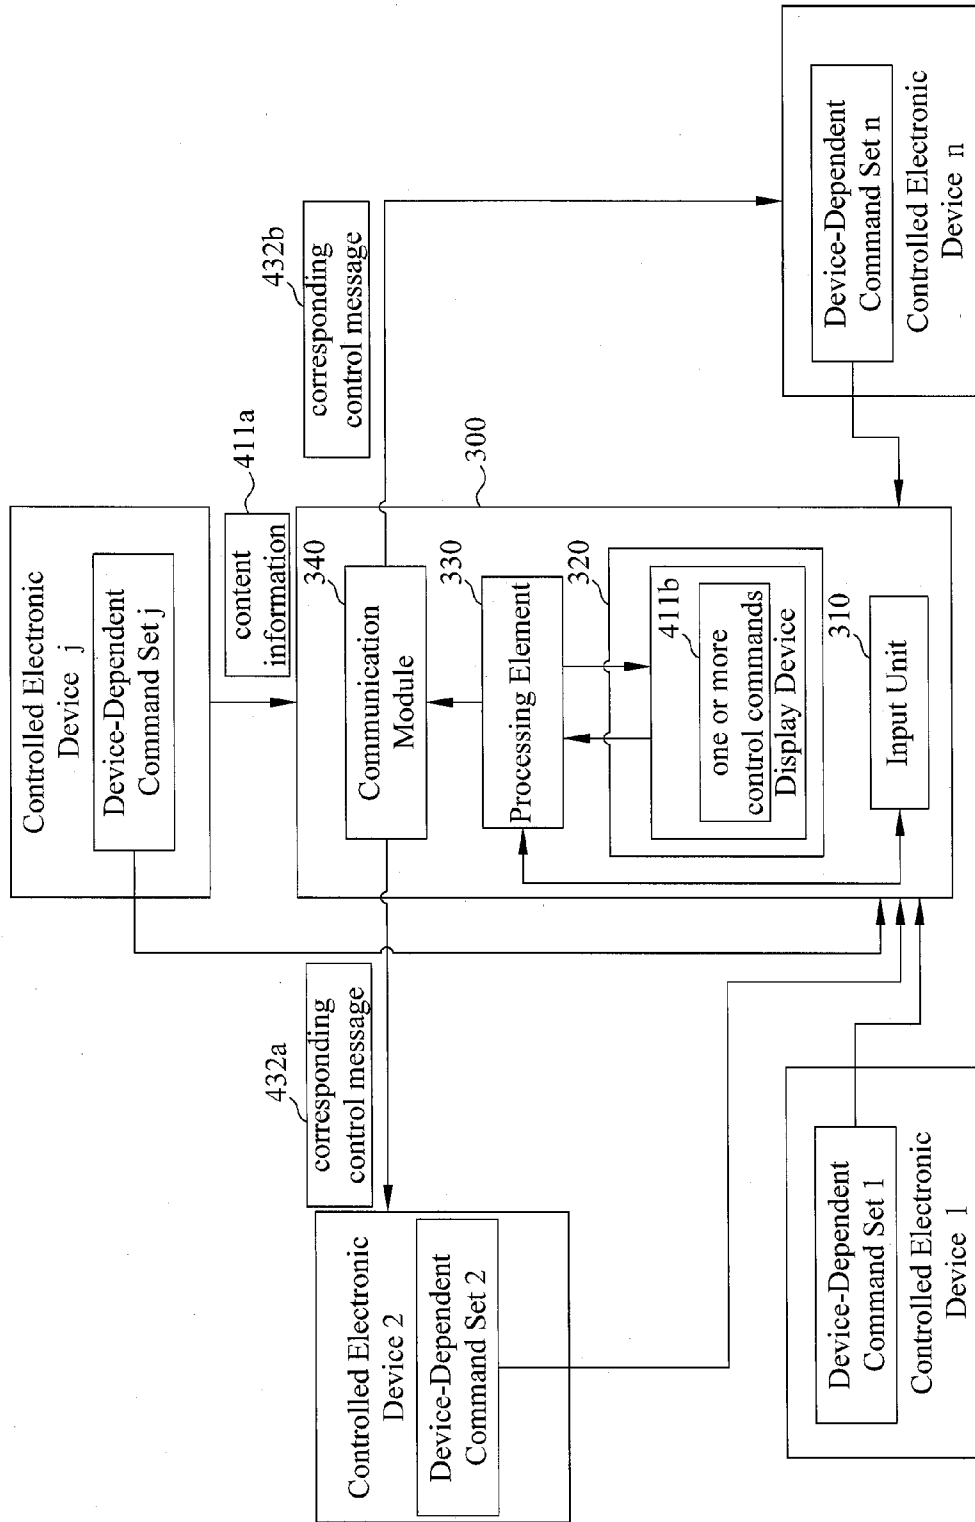 Controlled Electronic
Device j
Device-Dependent
Command Set j
content
information
411a
432a
corresponding
control message
432b
corresponding
control message
300
340
Communication
Module
330
Processing Element
320
411b
one or more
control commands
Display Device
310
Input Unit
Controlled Electronic
Device 2
Device-Dependent
Command Set 2
Device-Dependent
Command Set 1
Controlled Electronic
Device 1
Device-Dependent
Command Set n
Controlled Electronic
Device n